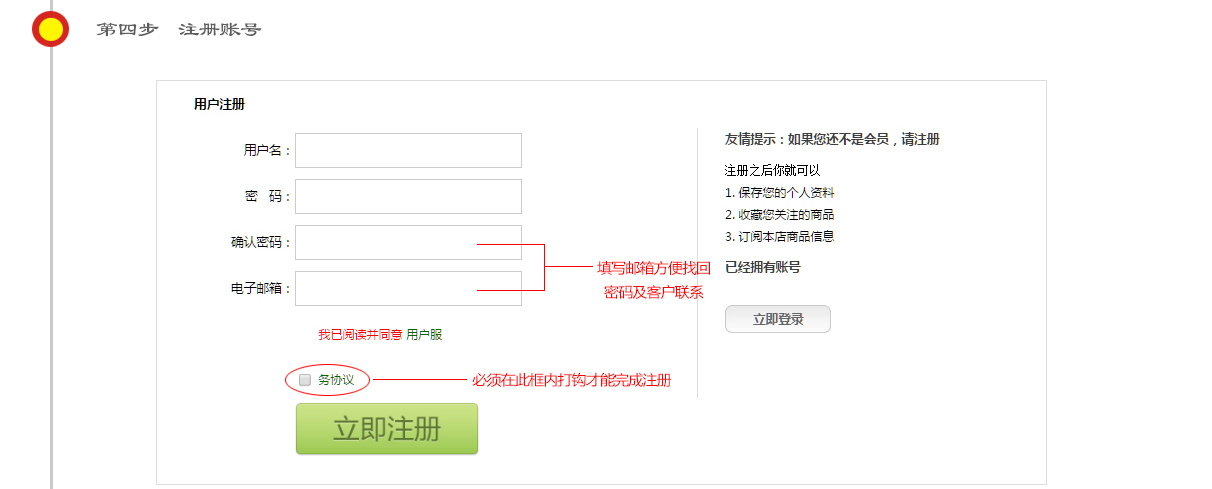 第四步 注册账号
用户注册
用户名：
密 码：
确认密码：
电子邮箱：
填写邮箱方便找回
密码及客户联系
我已阅读并同意 用户服
务协议
必须在此框内打钩才能完成注册
立即注册
友情提示：如果您还不是会员，请注册
注册之后你就可以
1. 保存您的个人资料
2. 收藏您关注的商品
3. 订阅本店商品信息
已经拥有账号
立即登录